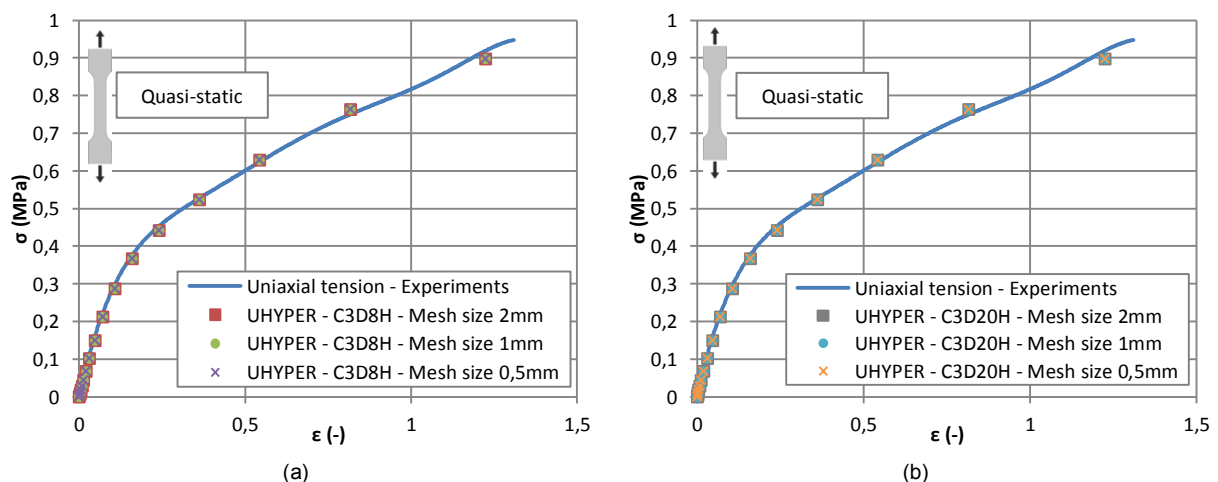 1
0,9
0,8
0,7
0,6
0,5
0,4
0,3
0,2
0,1
0
σ (MPa)
Quasi-static
Uniaxial tension - Experiments
UHYPER - C3D8H - Mesh size 2mm
UHYPER - C3D8H - Mesh size 1mm
UHYPER - C3D8H - Mesh size 0,5mm
0 0,5 1 1,5
ε (-)
(a)
1
0,9
0,8
0,7
0,6
0,5
0,4
0,3
0,2
0,1
0
σ (MPa)
Quasi-static
Uniaxial tension - Experiments
UHYPER - C3D20H - Mesh size 2mm
UHYPER - C3D20H - Mesh size 1mm
UHYPER - C3D20H - Mesh size 0,5mm
0 0,5 1 1,5
ε (-)
(b)